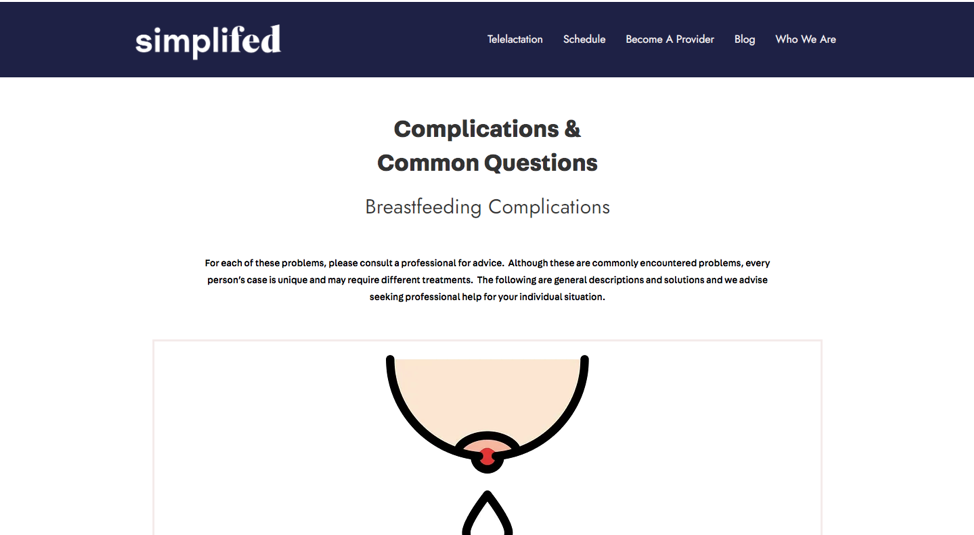 simplifed
Telelactation Schedule Become A Provider Blog Who We Are
Complications &
Common Questions
Breastfeeding Complications
For each of these problems, please consult a professional for advice. Although these are commonly encountered problems, every
person's case is unique and may require different treatments. The following are general descriptions and solutions and we advise
seeking professional help for your individual situation.